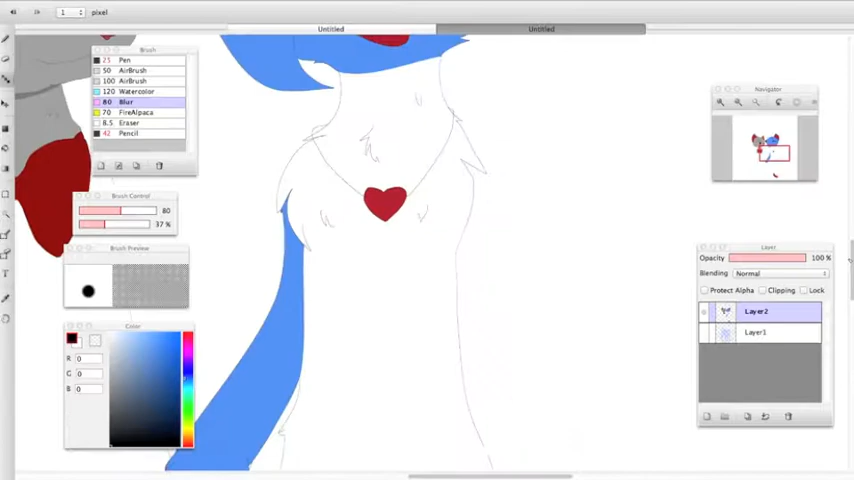 1 pixel
Untitled Untitled
Brush
25 Pen
50 AirBrush
100 AirBrush
120 Watercolor
80 Blur
70 FireAlpaca
8.5 Eraser
42 Pencil
Brush Control
80
37 %
Brush Preview
Color
R 0
G 0
B 0
Navigator
Layer
Opacity 100 %
Blending Normal
Protect Alpha Clipping Lock
Layer2
Layer1